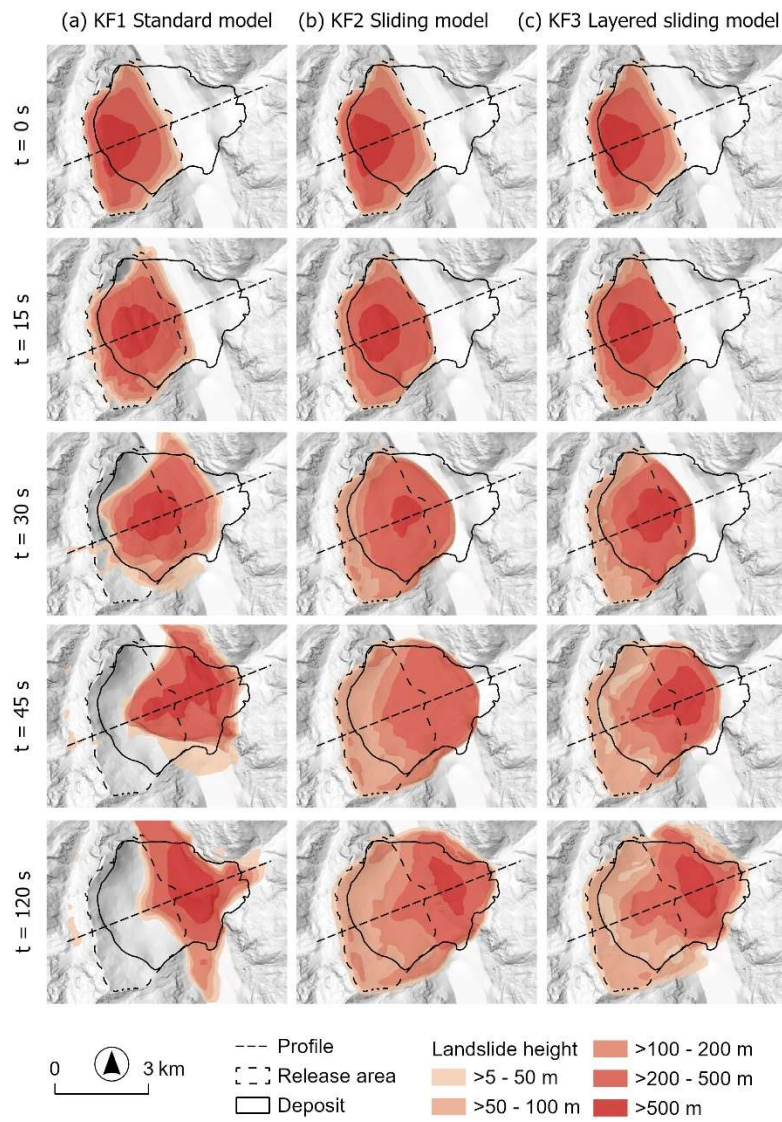 (a) KF1 Standard model (b) KF2 Sliding model (c) KF3 Layered sliding model
t = 0 s
t = 15 s
t = 30 s
t = 45 s
t = 120 s
0 3 km
Profile
Release area
Deposit
Landslide height
>5 - 50 m
>50 - 100 m
>100 - 200 m
>200 - 500 m
>500 m